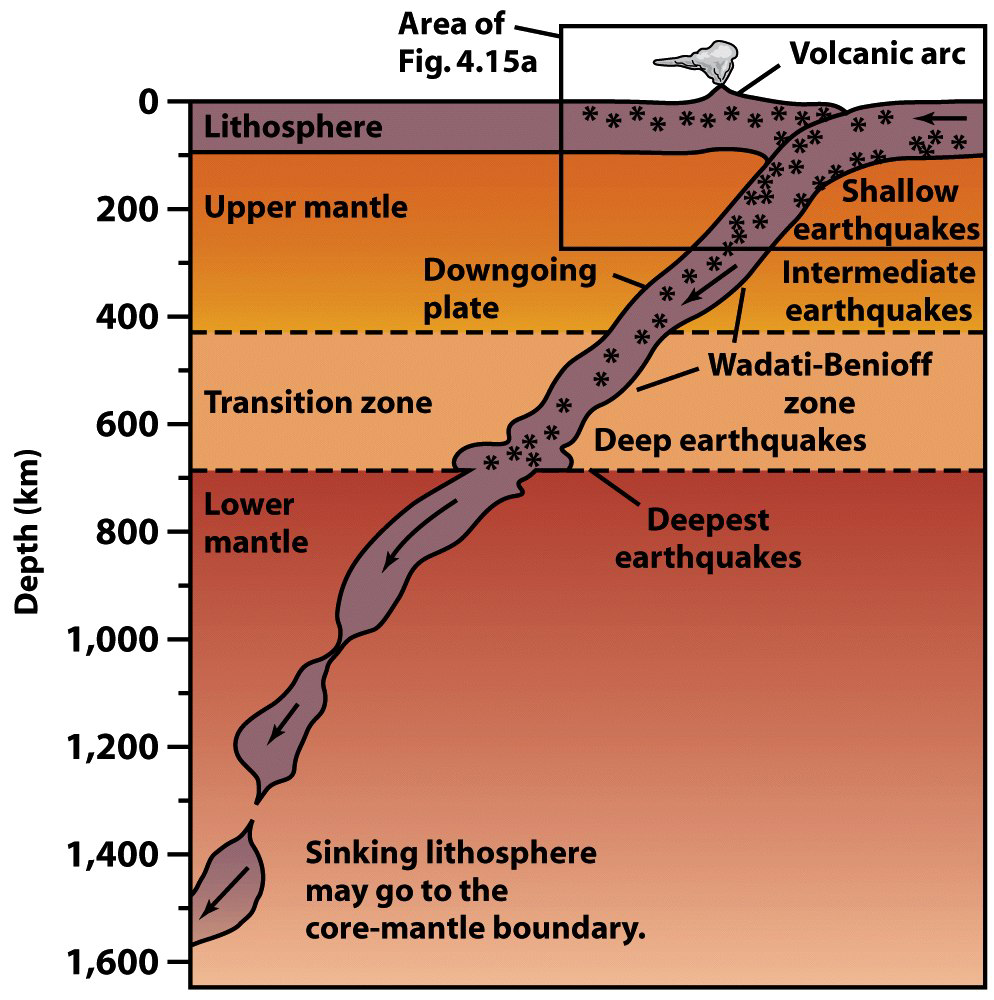 Area of
Fig. 4.15a
Volcanic arc
0
Lithosphere
Upper mantle
200
Shallow
earthquakes
Downgoing
plate
Intermediate
earthquakes
400
Wadati-Benioff
zone
Transition zone
600
Deep earthquakes
Lower
mantle
800
Deepest
earthquakes
Depth (km)
1,000
1,200
1,400
Sinking lithosphere
may go to the
core-mantle boundary.
1,600